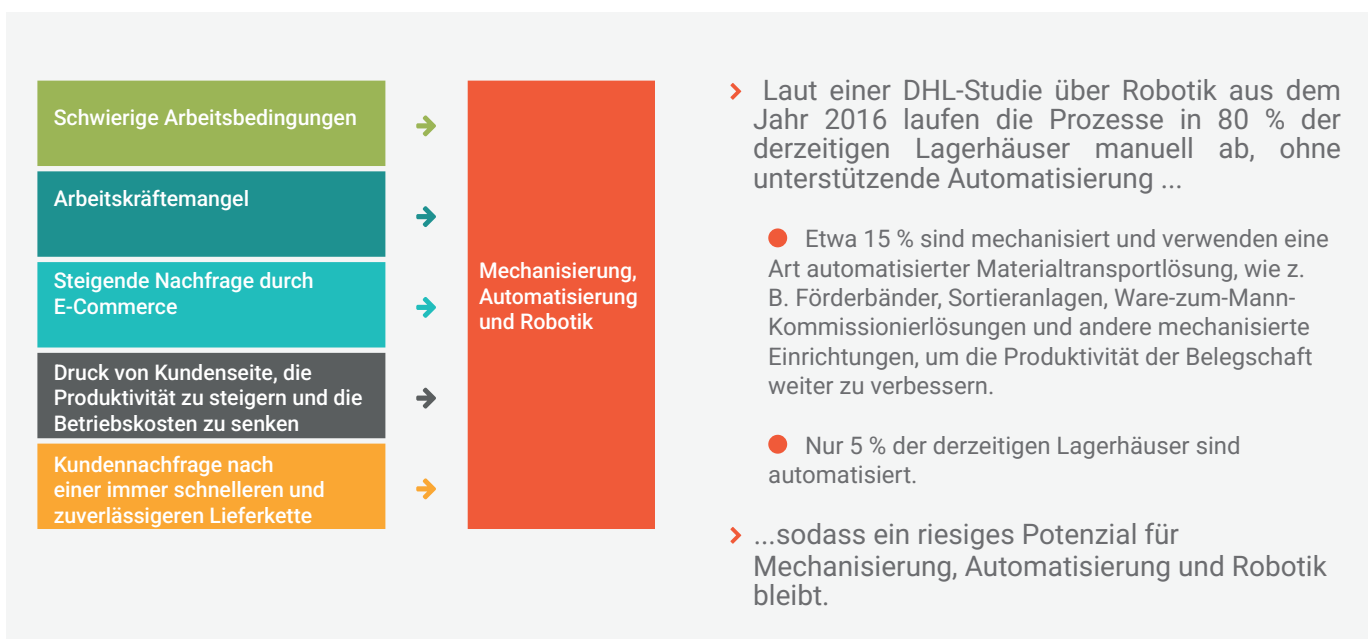 Schwierige Arbeitsbedingungen
Arbeitskräftemangel
Steigende Nachfrage durch
E-Commerce
Druck von Kundenseite, die
Produktivität zu steigern und die
Betriebskosten zu senken
Kundennachfrage nach
einer immer schnelleren und
zuverlässigeren Lieferkette
Mechanisierung,
Automatisierung
und Robotik
Laut einer DHL-Studie über Robotik aus dem
Jahr 2016 laufen die Prozesse in 80 % der
derzeitigen Lagerhäuser manuell ab, ohne
unterstützende Automatisierung ...
Etwa 15 % sind mechanisiert und verwenden eine
Art automatisierter Materialtransportlösung, wie z.
B. Förderbänder, Sortieranlagen, Ware-zum-Mann-
Kommissionierlösungen und andere mechanisierte
Einrichtungen, um die Produktivität der Belegschaft
weiter zu verbessern.
Nur 5 % der derzeitigen Lagerhäuser sind
automatisiert.
...sodass ein riesiges Potenzial für
Mechanisierung, Automatisierung und Robotik
bleibt.